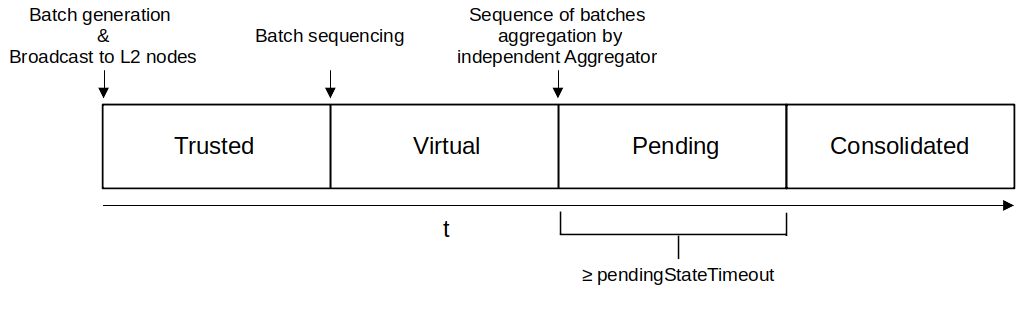 Batch generation
&
Broadcast to L2 nodes
Batch sequencing
Sequence of batches
aggregation by
independent Aggregator
Trusted
Virtual
Pending
Consolidated
t
≥ pendingStateTimeout